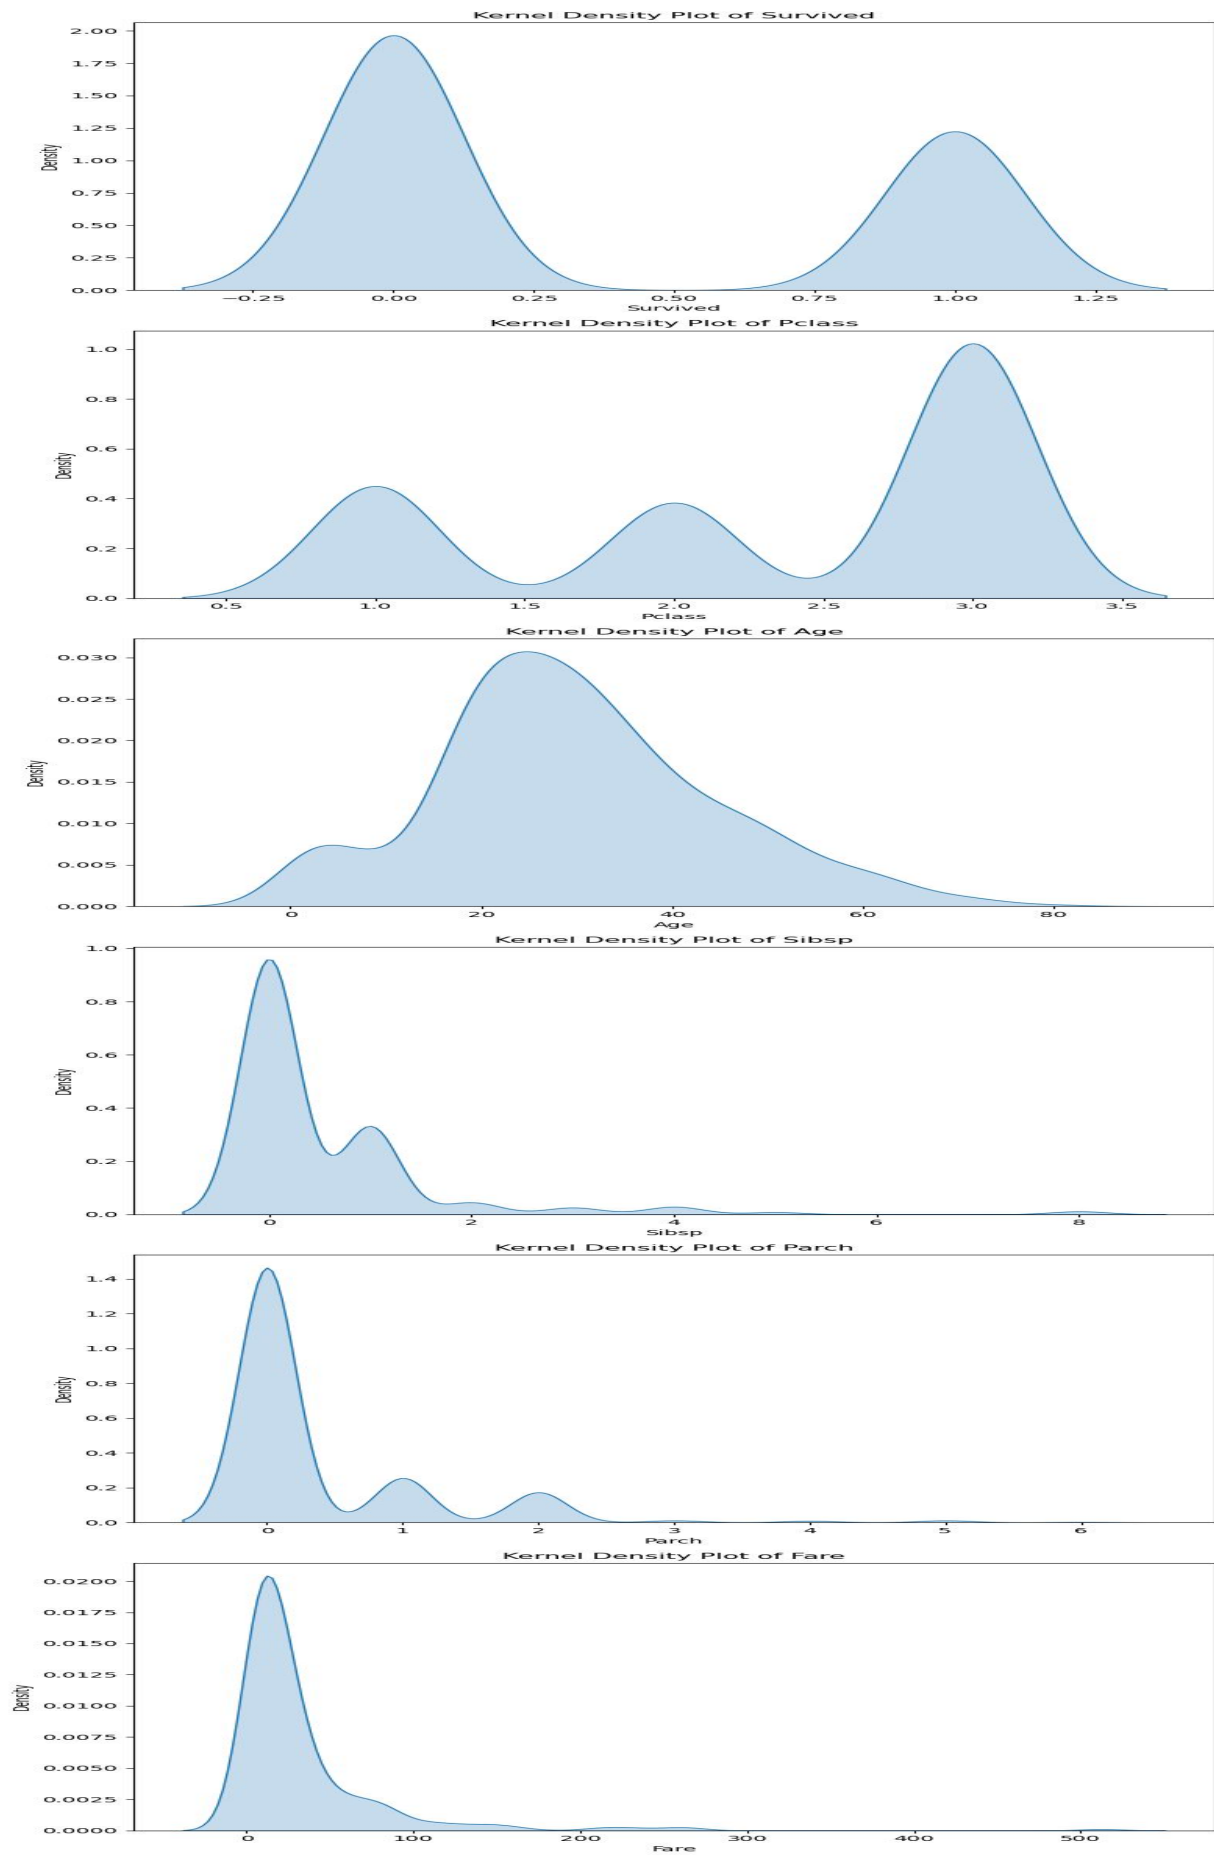 Kernel Density Plot of Survived
2.00
1.75
1.50
1.25
1.00
0.75
0.50
0.25
0.00
Density
−0.25 0.00 0.25 0.50 0.75 1.00 1.25
Survived
Kernel Density Plot of Pclass
1.0
0.8
0.6
0.4
0.2
0.0
Density
0.5 1.0 1.5 2.0 2.5 3.0 3.5
Pclass
Kernel Density Plot of Age
0.030
0.025
0.020
0.015
0.010
0.005
0.000
Density
0 20 40 60 80
Age
Kernel Density Plot of Sibsp
1.0
0.8
0.6
0.4
0.2
0.0
Density
0 2 4 6 8
Sibsp
Kernel Density Plot of Parch
1.4
1.2
1.0
0.8
0.6
0.4
0.2
0.0
Density
0 1 2 3 4 5 6
Parch
Kernel Density Plot of Fare
0.0200
0.0175
0.0150
0.0125
0.0100
0.0075
0.0050
0.0025
0.0000
Density
0 100 200 300 400 500
Fare